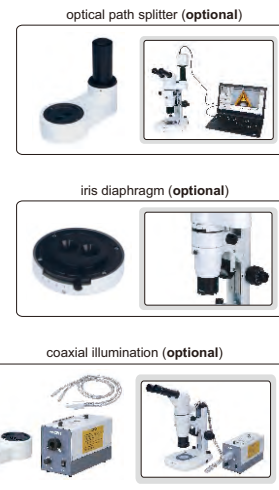 optical path splitter (optional)
iris diaphragm (optional)
coaxial illumination (optional)